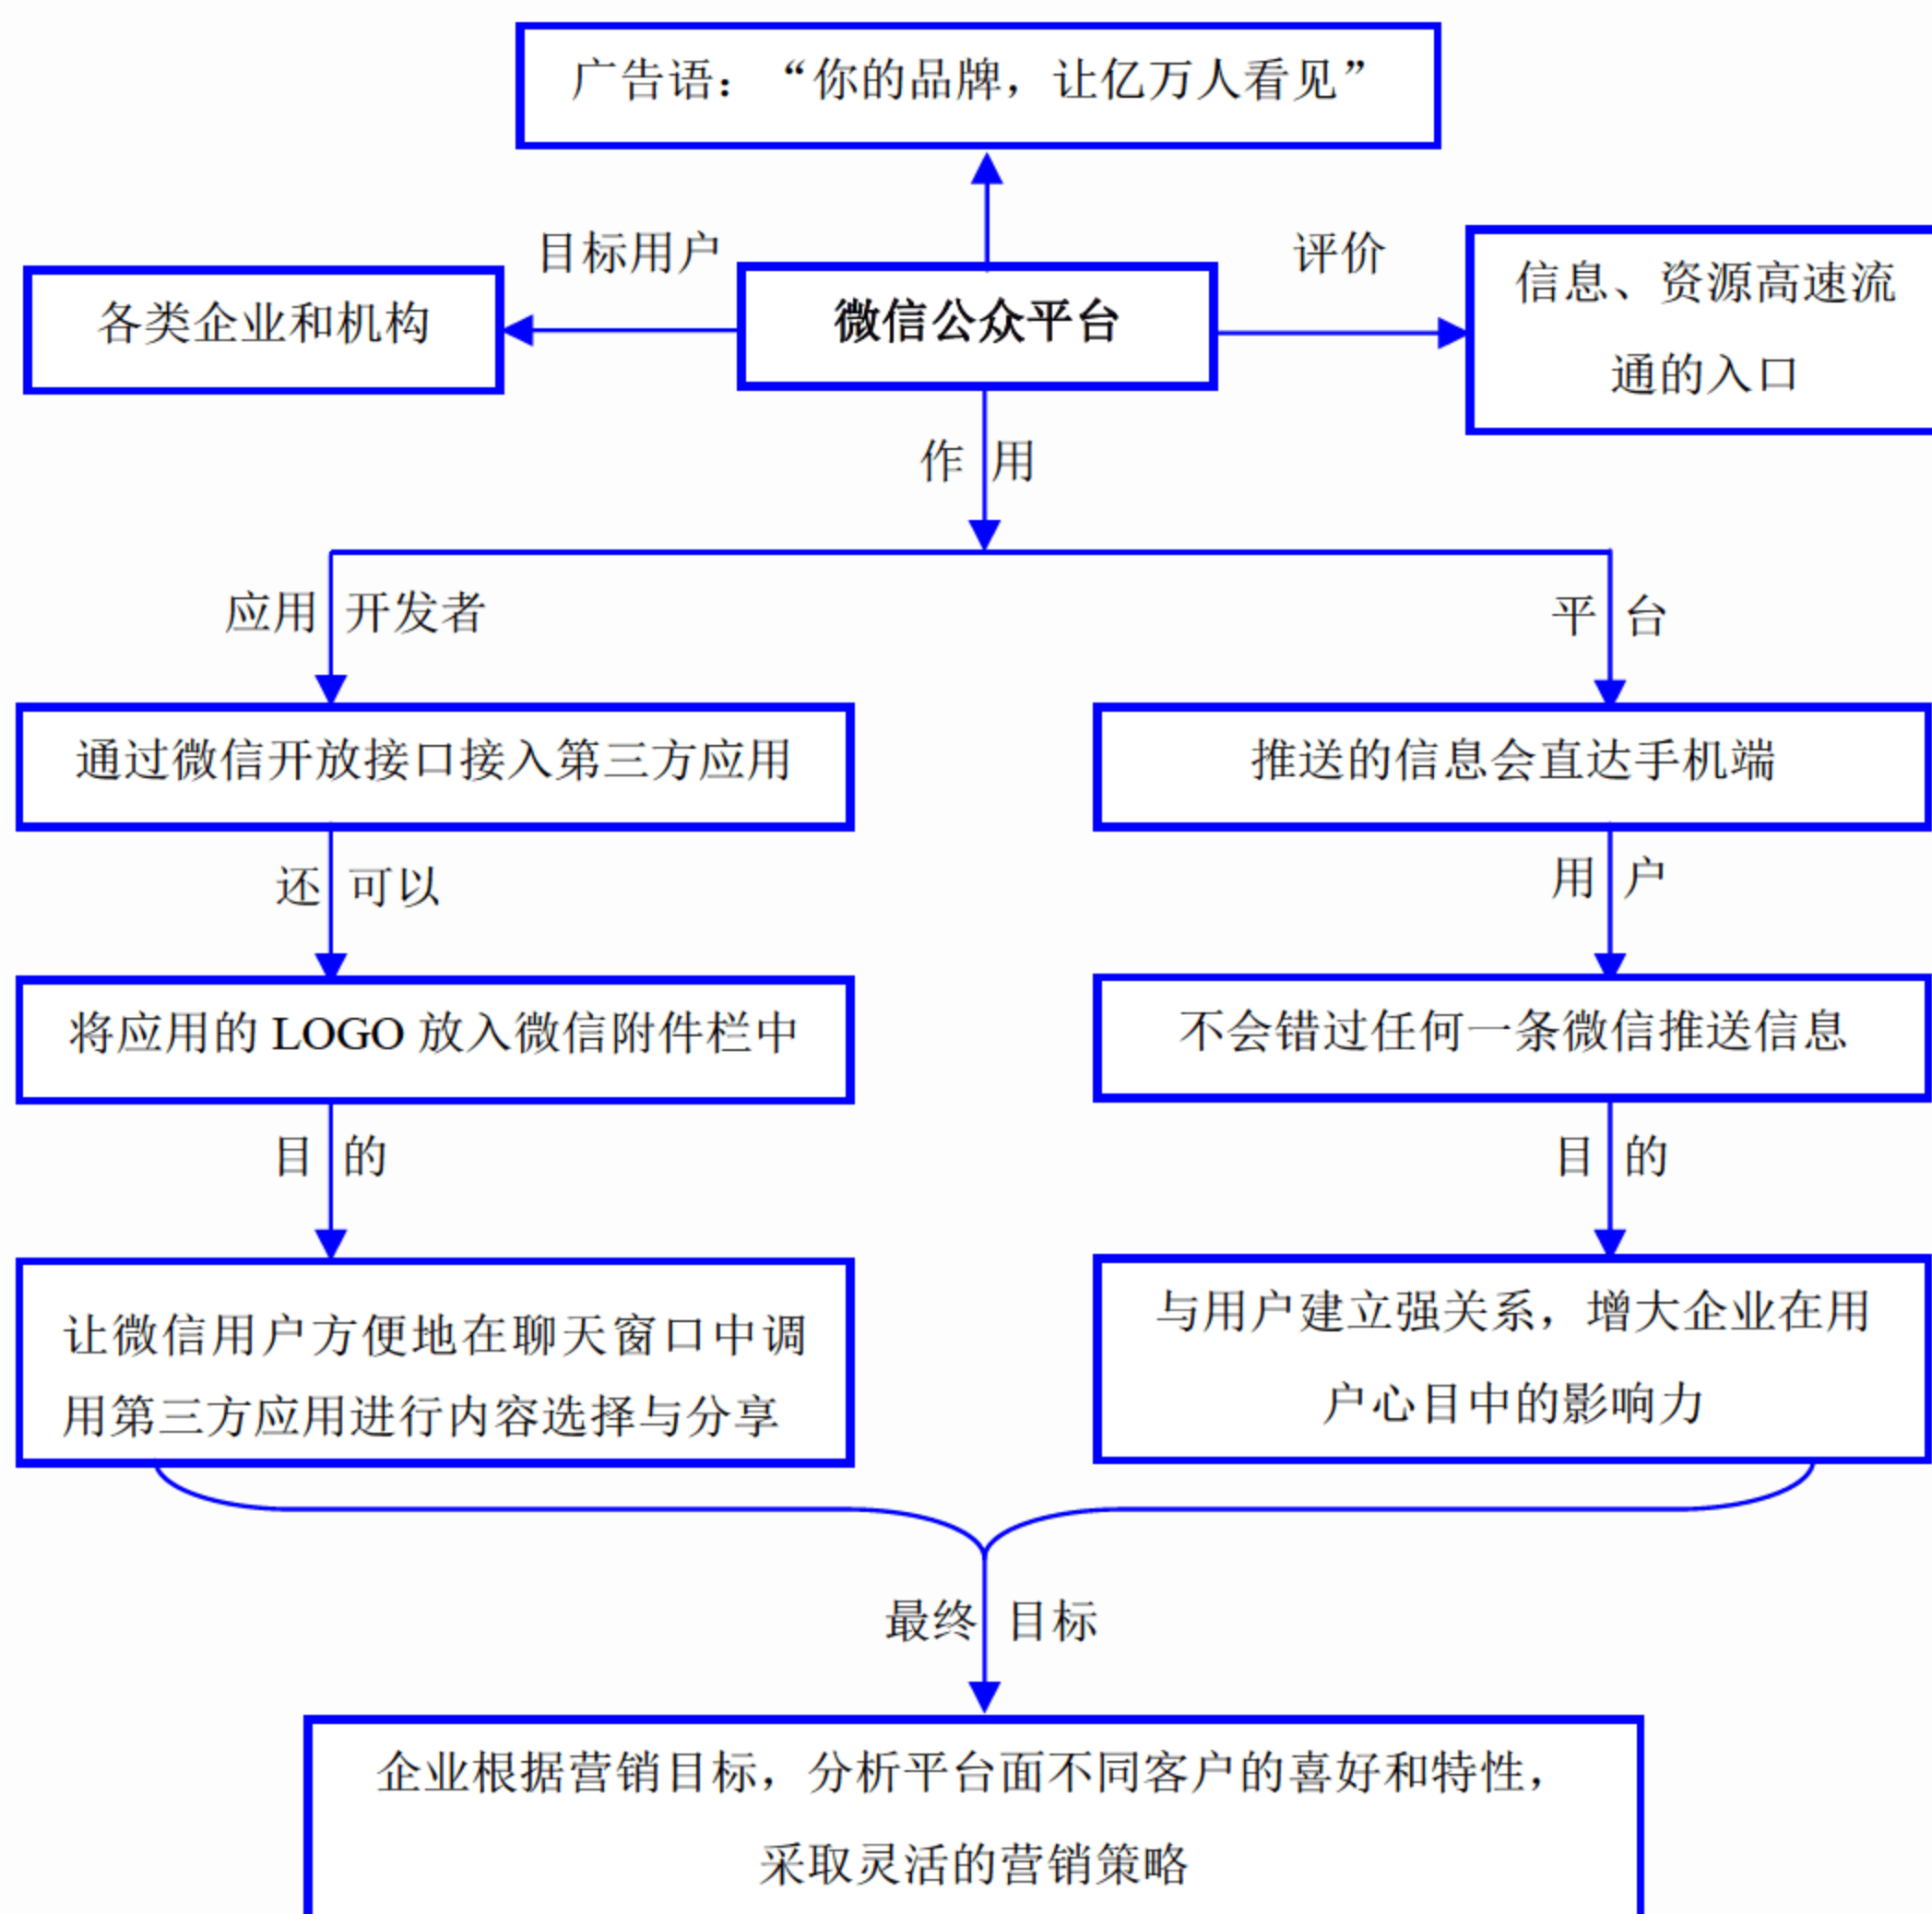 广告语：“你的品牌，让亿万人看见”
目标用户
评价
各类企业和机构
微信公众平台
信息、资源高速流
通的入口
作用
应用开发者
平台
通过微信开放接口接入第三方应用
推送的信息会直达手机端
还可以
用户
将应用的 LOGO 放入微信附件栏中
不会错过任何一条微信推送信息
目的
目的
让微信用户方便地在聊天窗口中调
用第三方应用进行内容选择与分享
与用户建立强关系，增大企业在用
户心目中的影响力
最终目标
企业根据营销目标，分析平台面不同客户的喜好和特性，
采取灵活的营销策略